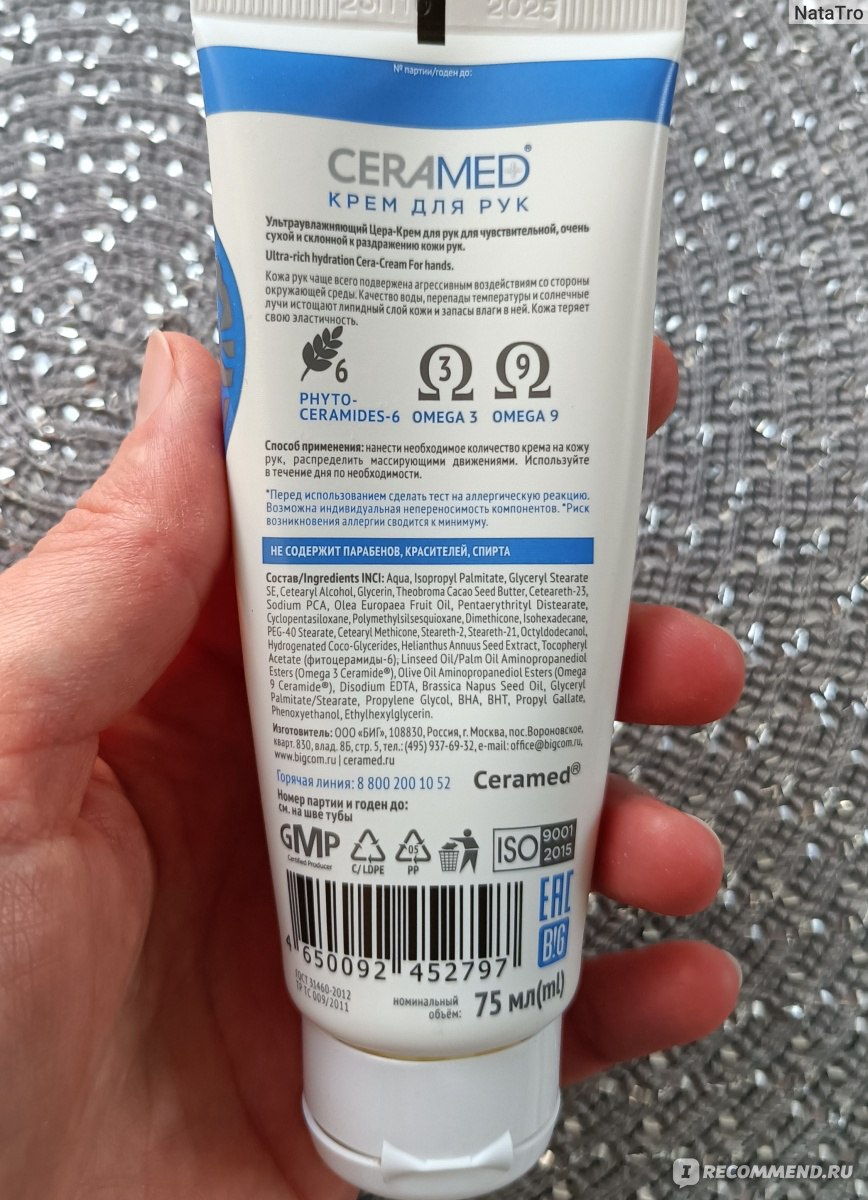 NataTro
2025
№ партии/годен до:
CERAMED®
КРЕМ ДЛЯ РУК
Ультраувлажняющий Цера-Крем для рук для чувствительной, очень
сухой и склонной к раздражению кожи рук.
Ultra-rich hydration Cera-Cream For hands.
Кожа рук чаще всего подвержена агрессивным воздействиям со стороны
окружающей среды. Качество воды, перепады температуры и солнечные
лучи истощают липидный слой кожи и запасы влаги в ней. Кожа теряет
свою эластичность.
6 3 9
PHYTO-
CERAMIDES-6 OMEGA 3 OMEGA 9
Способ применения: нанести необходимое количество крема на кожу
рук, распределить массирующими движениями. Используйте
в течение дня по необходимости.
*Перед использованием сделать тест на аллергическую реакцию.
Возможна индивидуальная непереносимость компонентов. *Риск
возникновения аллергии сводится к минимуму.
НЕ СОДЕРЖИТ ПАРАБЕНОВ, КРАСИТЕЛЕЙ, СПИРТА
Состав/Ingredients INCI: Aqua, Isopropyl Palmitate, Glyceryl Stearate
SE, Cetearyl Alcohol, Glycerin, Theobroma Cacao Seed Butter, Ceteareth-23,
Sodium PCA, Olea Europaea Fruit Oil, Pentaerythrityl Distearate,
Cyclopentasiloxane, Polymethylsilsesquioxane, Dimethicone, Isohexadecane,
PEG-40 Stearate, Cetearyl Methicone, Steareth-2, Steareth-21, Octyldodecanol,
Hydrogenated Coco-Glycerides, Helianthus Annuus Seed Extract, Tocopheryl
Acetate (фитоцерамиды-6), Linseed Oil/Palm Oil Aminopropanediol
Esters (Omega 3 Ceramide®), Olive Oil Aminopropanediol Esters (Omega
9 Ceramide®), Disodium EDTA, Brassica Napus Seed Oil, Glyceryl
Palmitate/Stearate, Propylene Glycol, BHA, BHT, Propyl Gallate,
Phenoxyethanol, Ethylhexylglycerin.
Изготовитель: ООО «БИГ», 108830, Россия, г. Москва, пос. Вороновское,
кварт. 830, влад. 8Б, стр. 5, тел.: (495) 937-69-32, e-mail: office@bigcom.ru,
www.bigcom.ru | ceramed.ru
Горячая линия: 8 800 200 10 52 Ceramed®
Номер партии и годен до:
см. на шве тубы
GMP
Certified Producer
C/LDPE
05
PP
ISO 9001
2015
EAC
B!G
4 650092 452797
ГОСТ 31460-2012
ТР ТС 009/2011
номинальный
объём: 75 мл(ml)
IRECOMMEND.RU